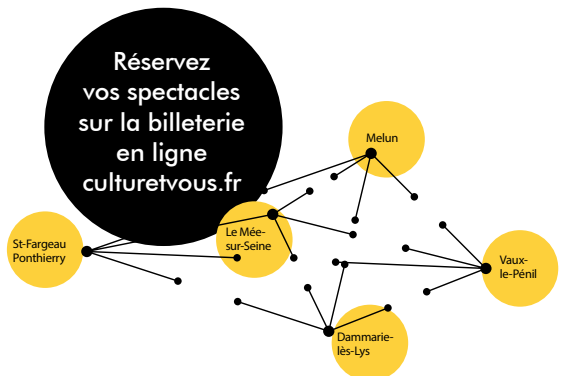 Réservez
vos spectacles
sur la billeterie
en ligne
culturetvous.fr
Melun
Le Mée-
sur-Seine
St-Fargeau
Ponthierry
Vaux-
le-Pénil
Dammarie-
lès-Lys